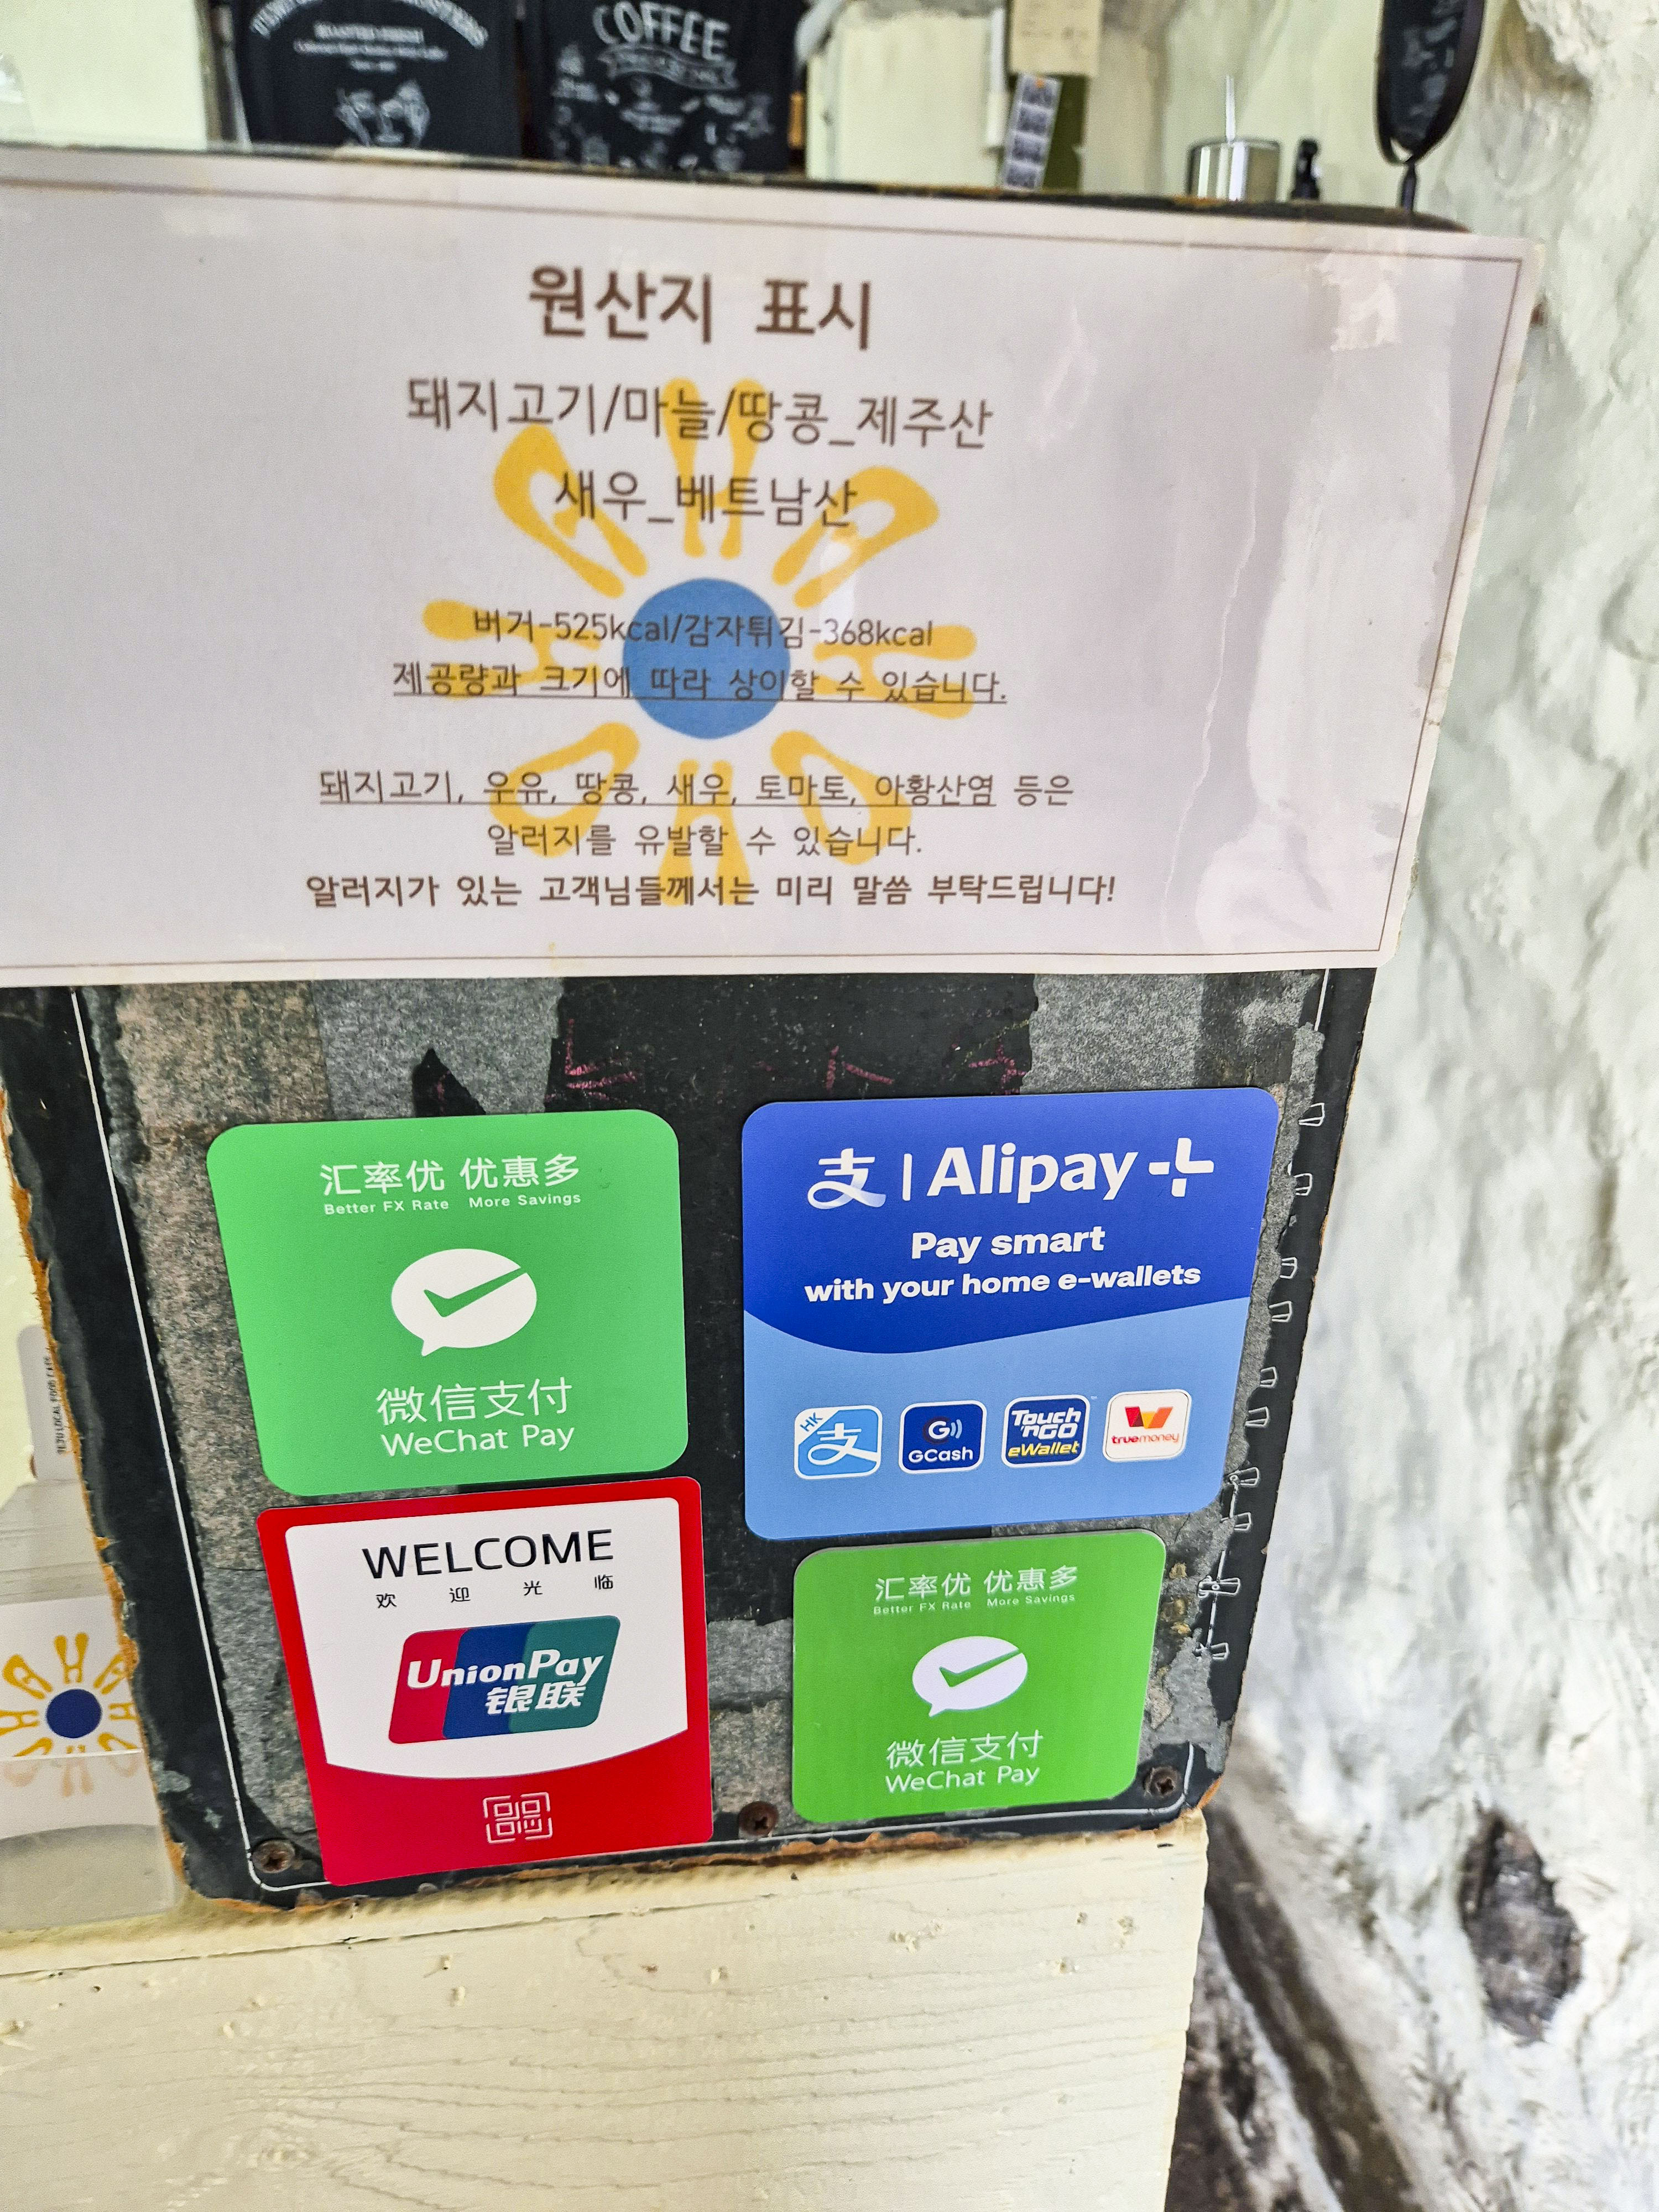 COFFEE
원산지 표시
돼지고기/마늘/땅콩_제주산
새우_베트남산
버거-525kcal/감자튀김-368kcal
제공량과 크기에 따라 상이할 수 있습니다.
돼지고기, 우유, 땅콩, 새우, 토마토, 아황산염 등은
알러지를 유발할 수 있습니다.
알러지가 있는 고객님들께서는 미리 말씀 부탁드립니다!
汇率优 优惠多
Better FX Rate More Savings
微信支付
WeChat Pay
支 | Alipay+
Pay smart
with your home e-wallets
HK 支
G GCash
Touch 'nGO eWallet
truemoney
WELCOME
欢 迎 光 临
UnionPay
银联
汇率优 优惠多
Better FX Rate More Savings
微信支付
WeChat Pay